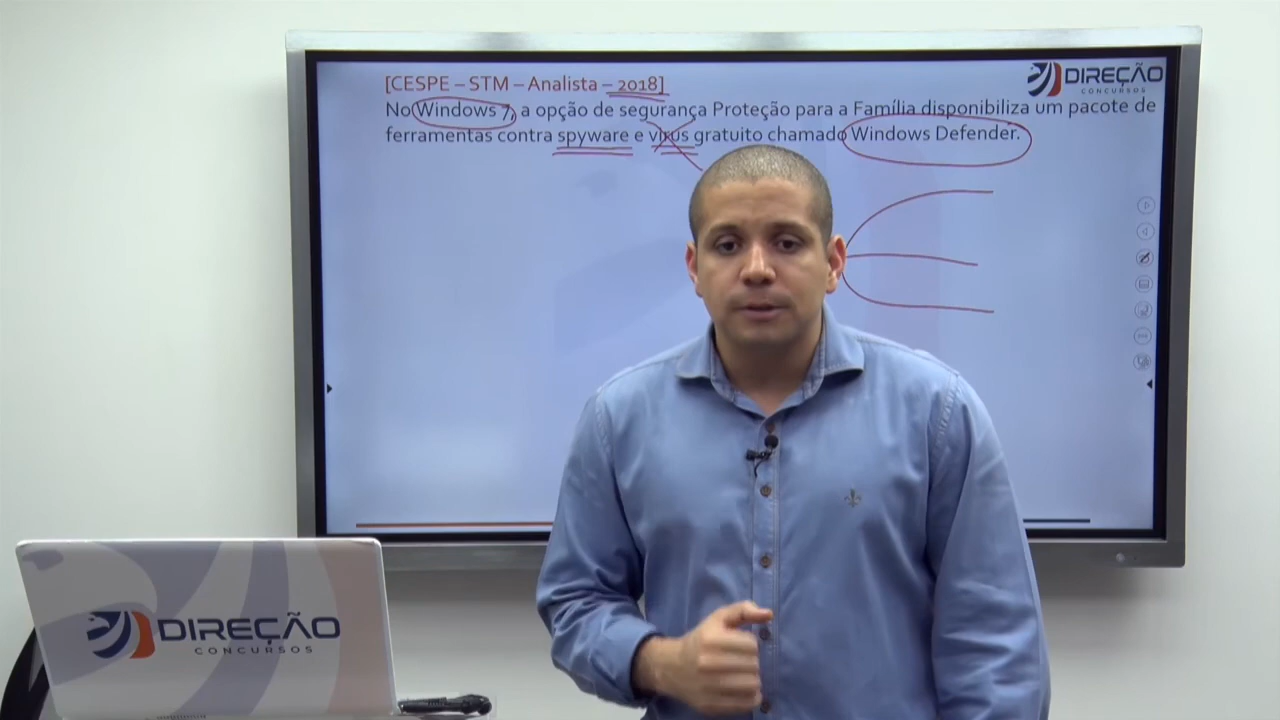 [CESPE – STM – Analista – 2018]
No Windows 7, a opção de segurança Proteção para a Família disponibiliza um pacote de
ferramentas contra spyware e vírus gratuito chamado Windows Defender.
DIREÇÃO
CONCURSOS
DIREÇÃO
CONCURSOS